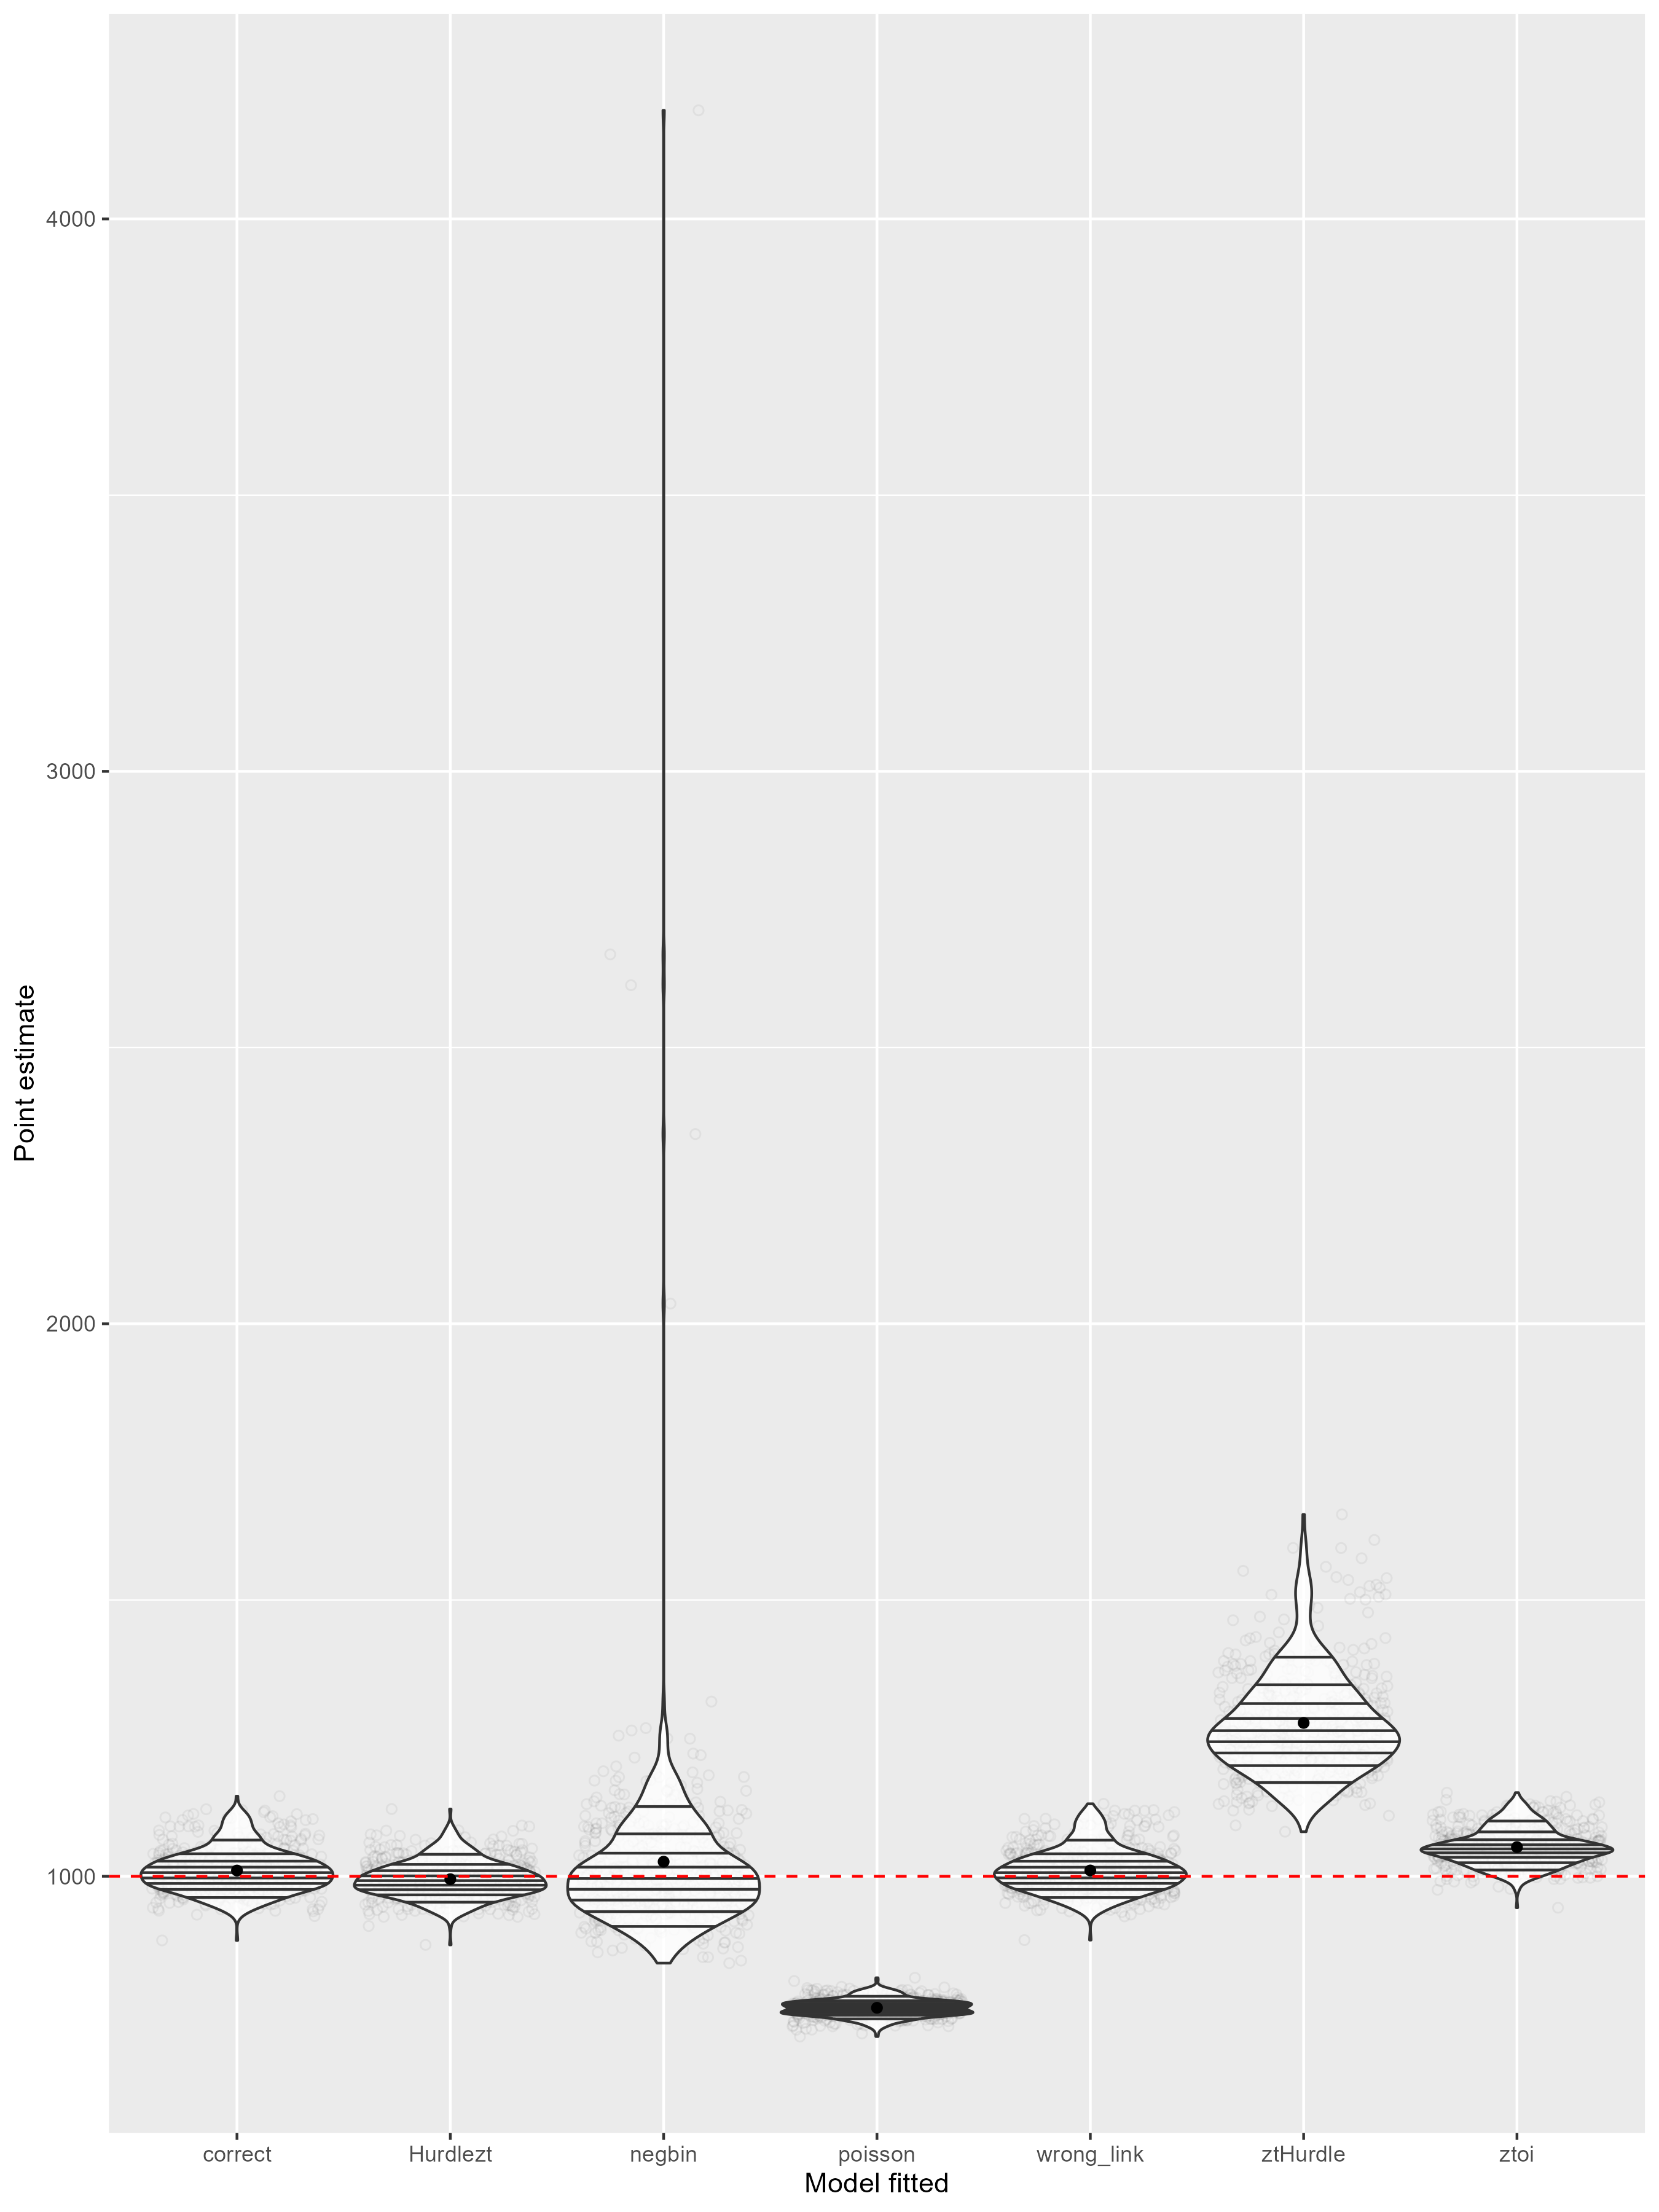 Point estimate
4000
3000
2000
1000
correct
Hurdlezt
negbin
poisson
wrong_link
ztHurdle
ztoi
Model fitted